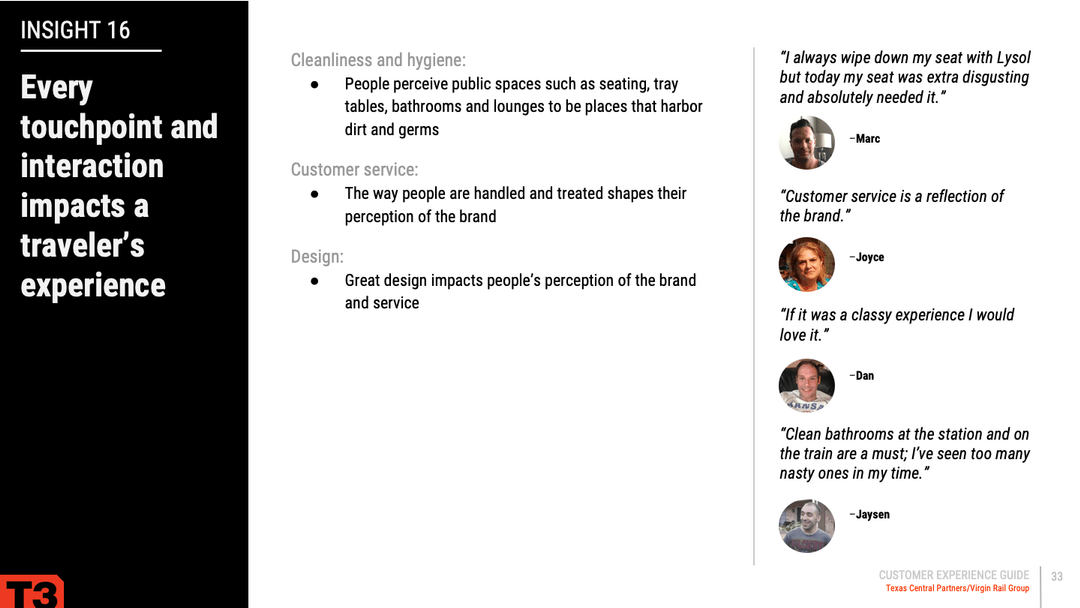 INSIGHT 16
Every
touchpoint and
interaction
impacts a
traveler’s
experience
T3
Cleanliness and hygiene:
● People perceive public spaces such as seating, tray
tables, bathrooms and lounges to be places that harbor
dirt and germs
Customer service:
● The way people are handled and treated shapes their
perception of the brand
Design:
● Great design impacts people’s perception of the brand
and service
“I always wipe down my seat with Lysol
but today my seat was extra disgusting
and absolutely needed it.”
–Marc
“Customer service is a reflection of
the brand.”
–Joyce
“If it was a classy experience I would
love it.”
–Dan
“Clean bathrooms at the station and on
the train are a must; I’ve seen too many
nasty ones in my time.”
–Jaysen
CUSTOMER EXPERIENCE GUIDE
Texas Central Partners/Virgin Rail Group
33